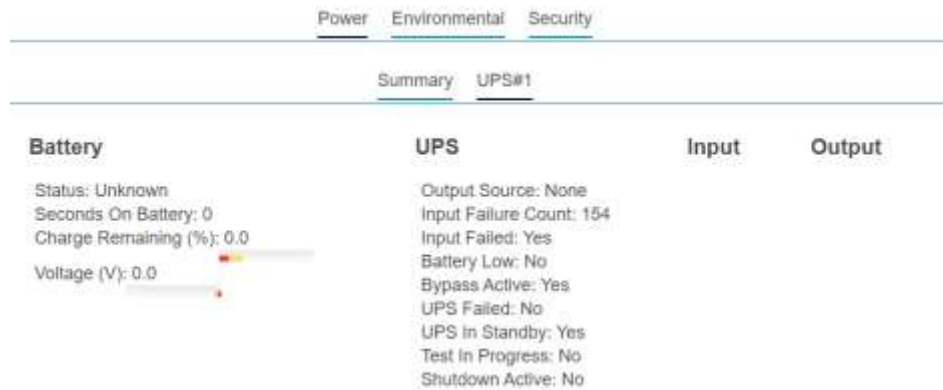 Power Environmental Security
Summary UPS#1
Battery
Status: Unknown
Seconds On Battery: 0
Charge Remaining (%): 0.0
Voltage (V): 0.0
UPS
Output Source: None
Input Failure Count: 154
Input Failed: Yes
Battery Low: No
Bypass Active: Yes
UPS Failed: No
UPS In Standby: Yes
Test In Progress: No
Shutdown Active: No
Input
Output